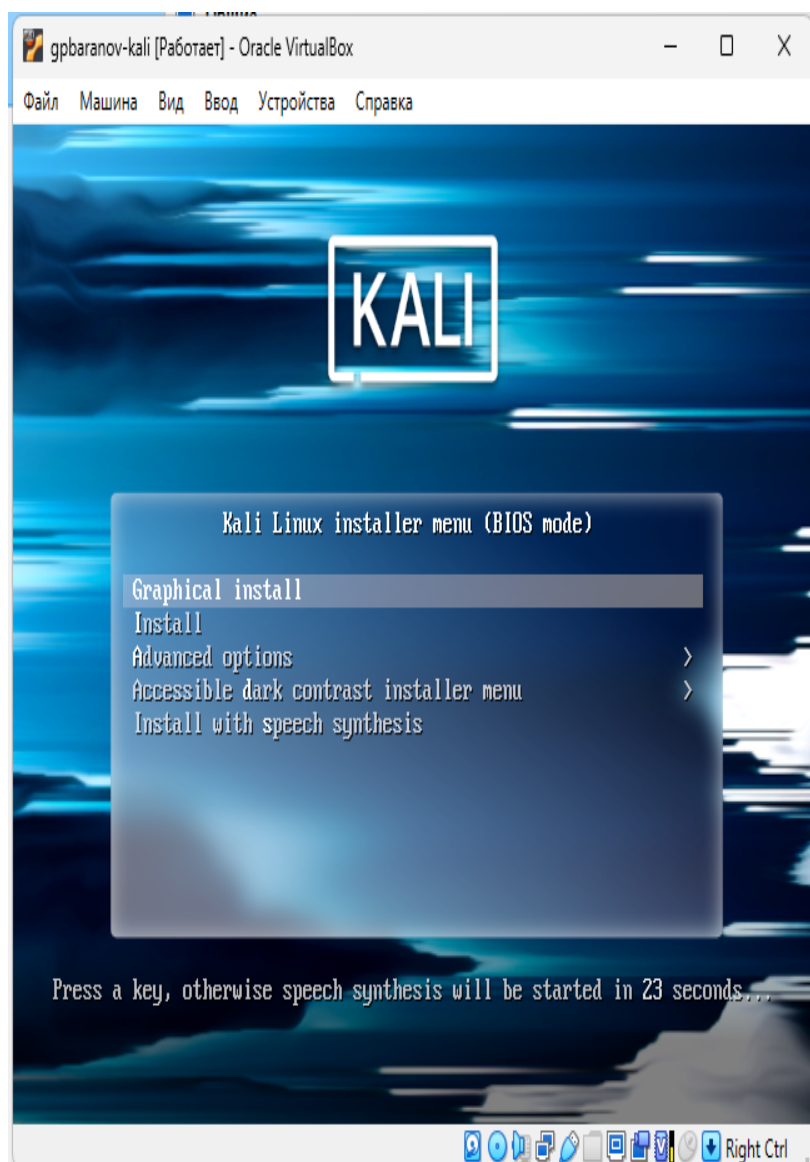 gpbaranov-kali [Работает] - Oracle VirtualBox
Файл Машина Вид Ввод Устройства Справка
KALI
Kali Linux installer menu (BIOS mode)
Graphical install
Install
Advanced options >
Accessible dark contrast installer menu >
Install with speech synthesis
Press a key, otherwise speech synthesis will be started in 23 seconds...
Right Ctrl